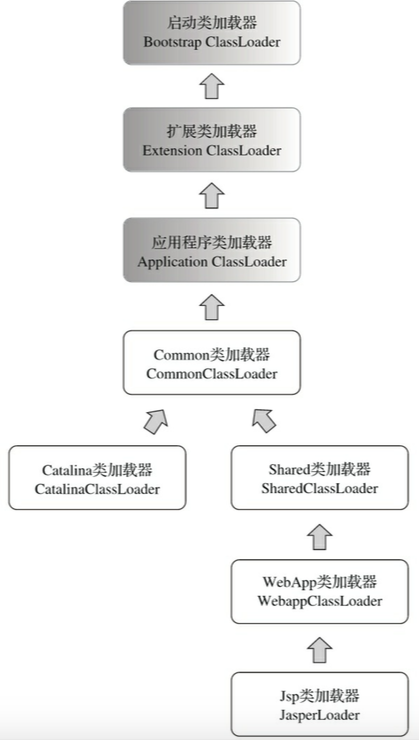 启动类加载器
Bootstrap ClassLoader
扩展类加载器
Extension ClassLoader
应用程序类加载器
Application ClassLoader
Common类加载器
CommonClassLoader
Catalina类加载器
CatalinaClassLoader
Shared类加载器
SharedClassLoader
WebApp类加载器
WebappClassLoader
Jsp类加载器
JasperLoader